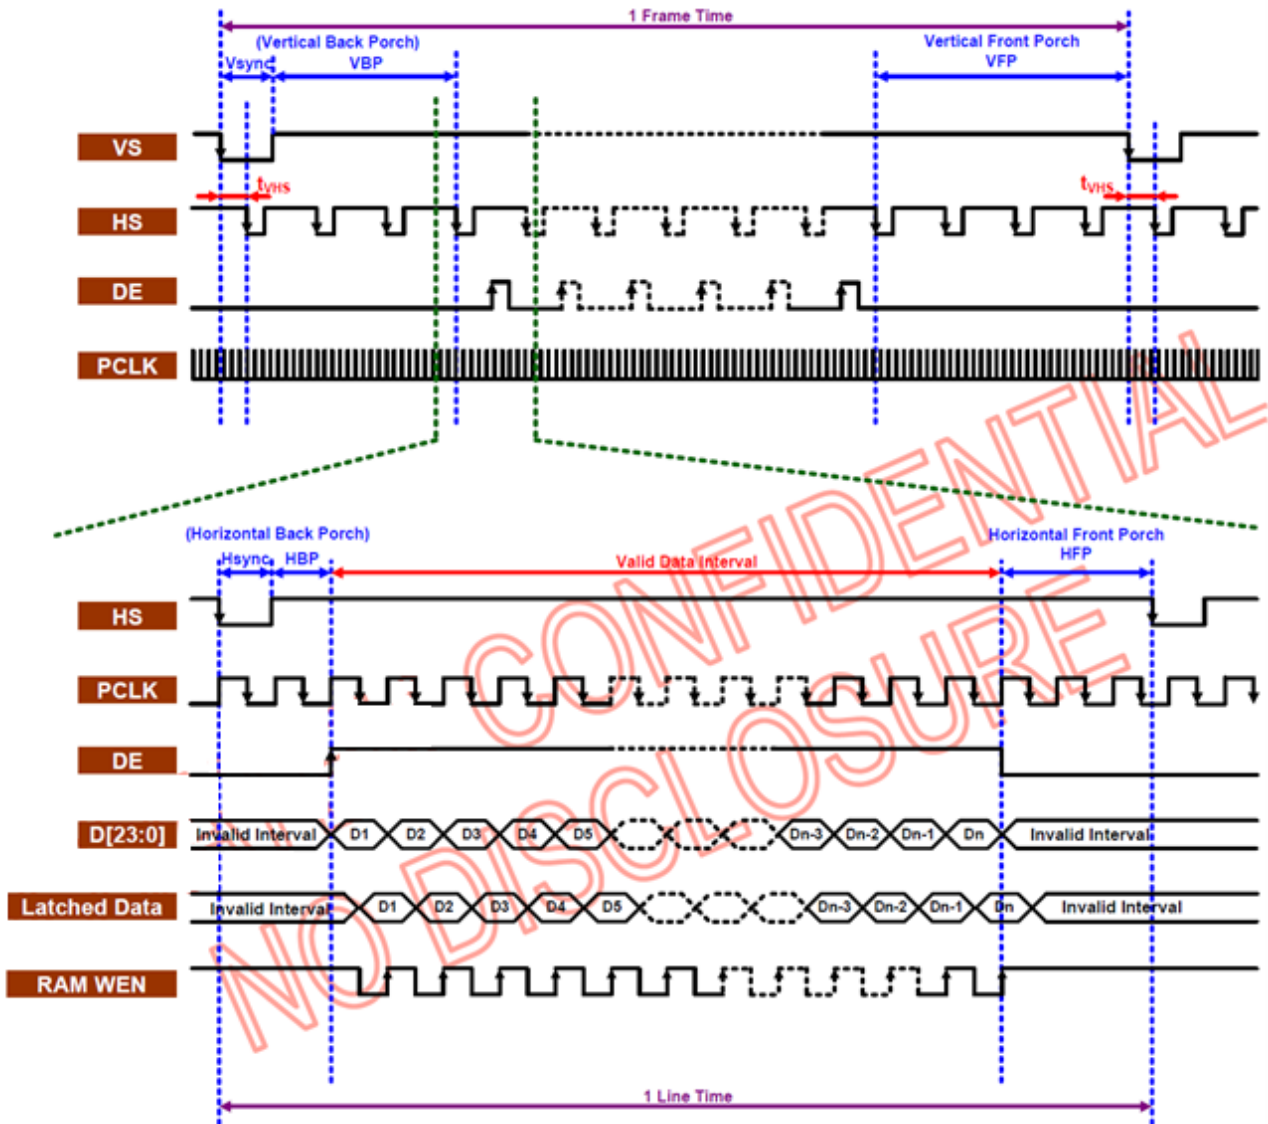 1 Frame Time
(Vertical Back Porch)
Vertical Front Porch
Vsync
VBP
VFP
VS
tVHS
tVHS
HS
DE
PCLK
(Horizontal Back Porch)
Horizontal Front Porch
Hsync
HBP
Valid Data Interval
HFP
HS
PCLK
DE
D[23:0]
Invalid Interval
D1
D2
D3
D4
D5
Dn-3
Dn-2
Dn-1
Dn
Invalid Interval
Latched Data
Invalid Interval
D1
D2
D3
D4
D5
Dn-3
Dn-2
Dn-1
Dn
Invalid Interval
RAM WEN
1 Line Time
CONFIDENTIAL
NO DISCLOSURE